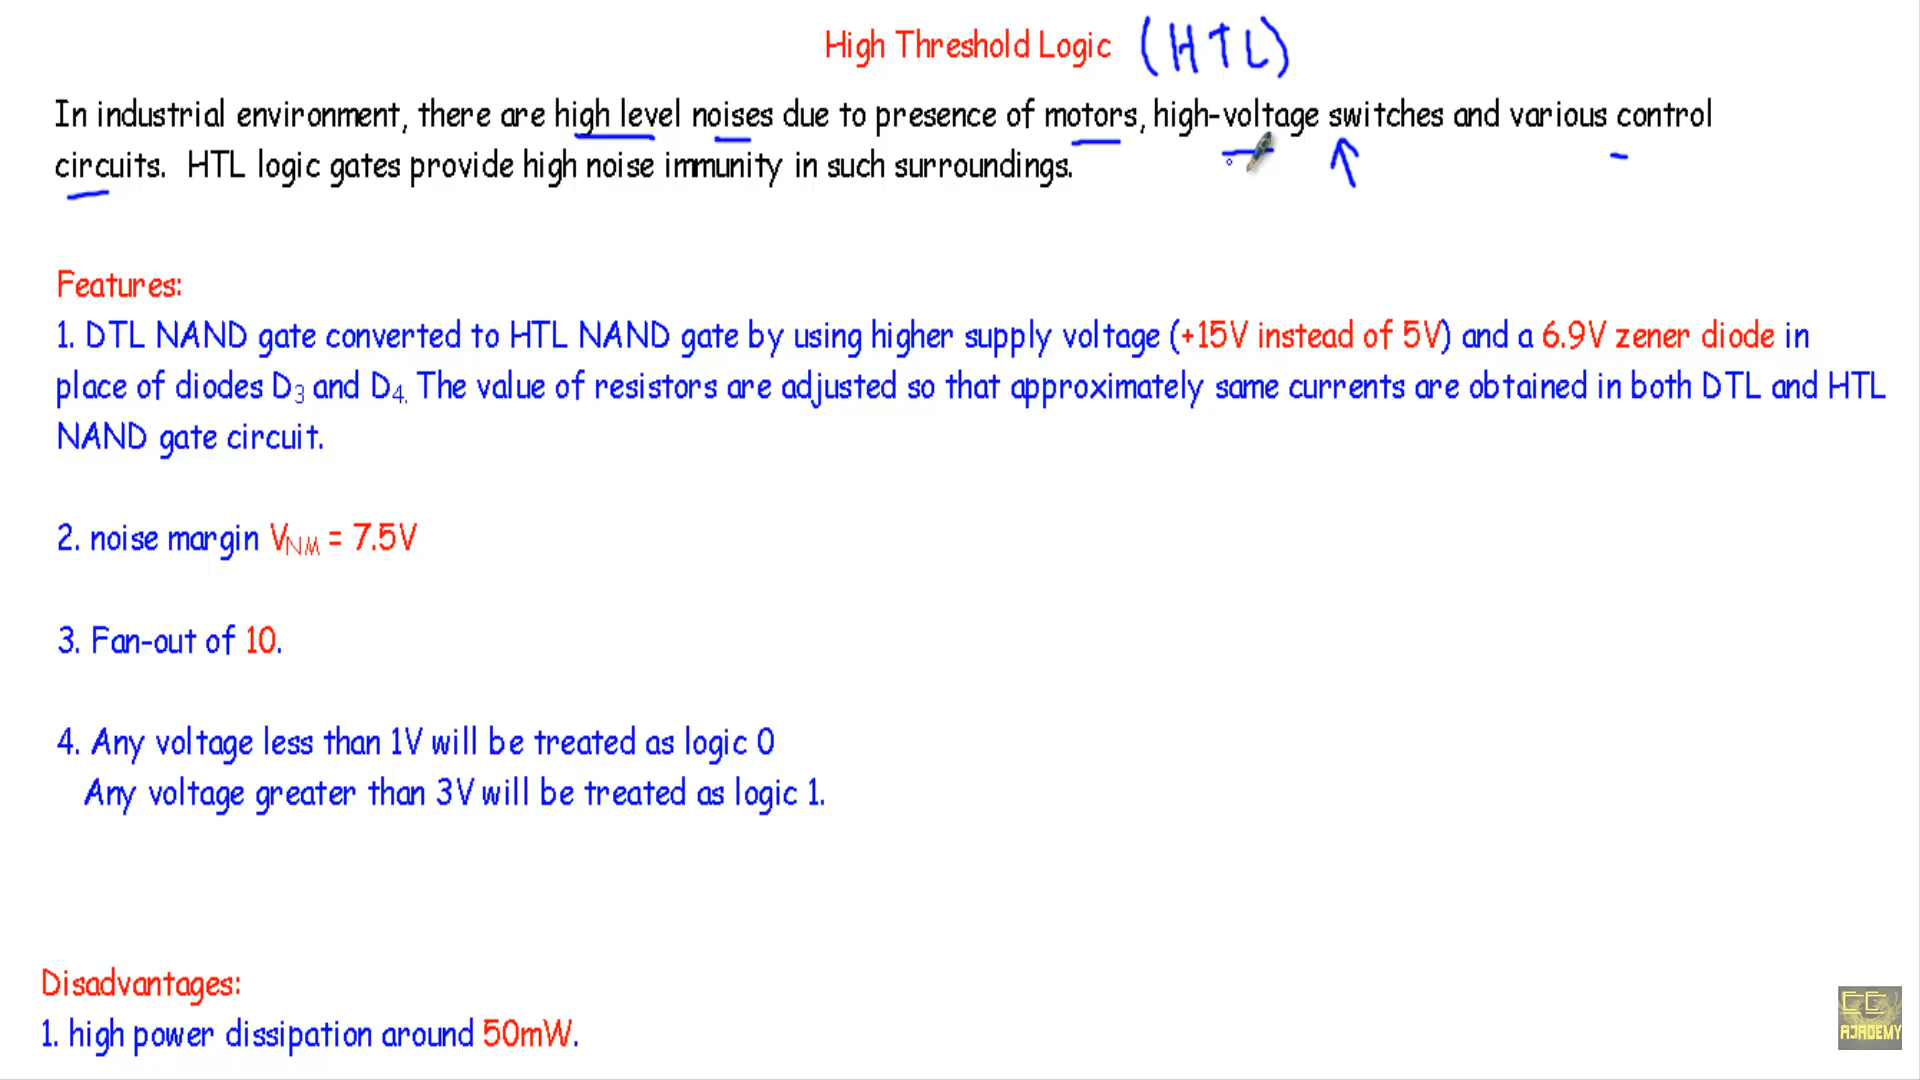 High Threshold Logic (HTL)
In industrial environment, there are high level noises due to presence of motors, high-voltage switches and various control
circuits. HTL logic gates provide high noise immunity in such surroundings.
Features:
1. DTL NAND gate converted to HTL NAND gate by using higher supply voltage (+15V instead of 5V) and a 6.9V zener diode in
place of diodes D3 and D4. The value of resistors are adjusted so that approximately same currents are obtained in both DTL and HTL
NAND gate circuit.
2. noise margin VNM = 7.5V
3. Fan-out of 10.
4. Any voltage less than 1V will be treated as logic 0
Any voltage greater than 3V will be treated as logic 1.
Disadvantages:
1. high power dissipation around 50mW.
EE
ACADEMY